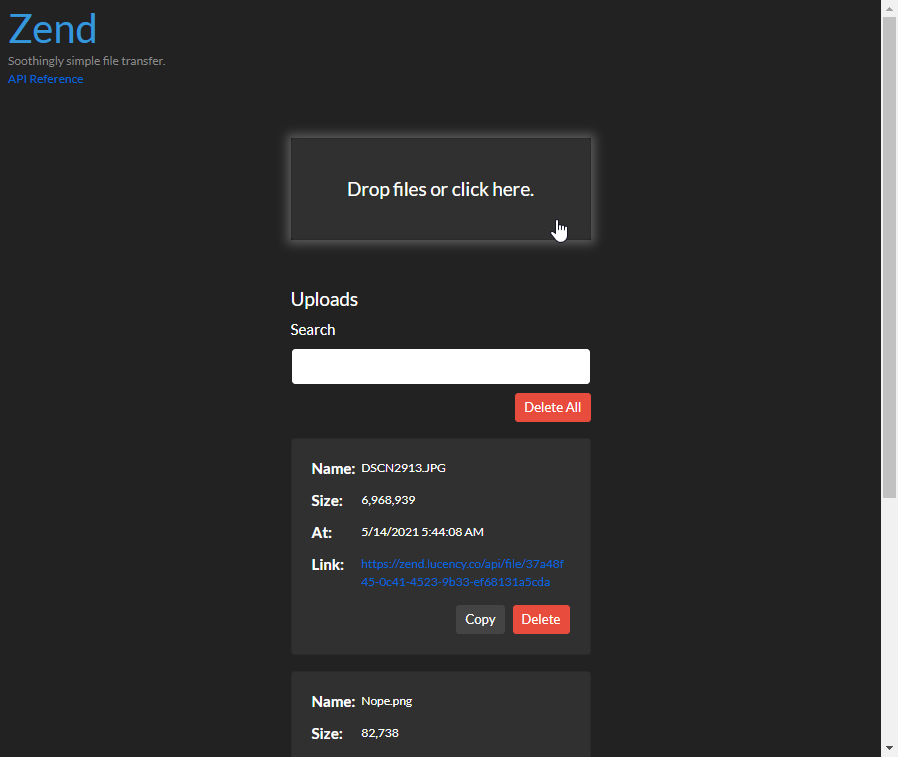 Zend
Soothingly simple file transfer.
API Reference
Drop files or click here.
Uploads
Search
Delete All
Name: DSCN2913.JPG
Size: 6,968,939
At: 5/14/2021 5:44:08 AM
Link: https://zend.lucency.co/api/file/37a48f
45-0c41-4523-9b33-ef68131a5cda
Copy Delete
Name: Nope.png
Size: 82,738